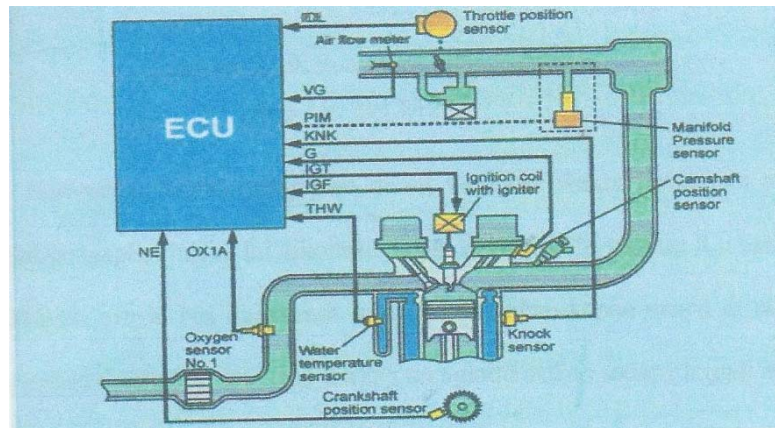 IDL
Throttle position
sensor
Air flow meter
VG
ECU
PIM
KNK
G
IGT
IGF
THW
Ignition coil
with igniter
Manifold
Pressure
sensor
Camshaft
position
sensor
NE
OX1A
Oxygen
sensor
No.1
Water
temperature
sensor
Knock
sensor
Crankshaft
position sensor